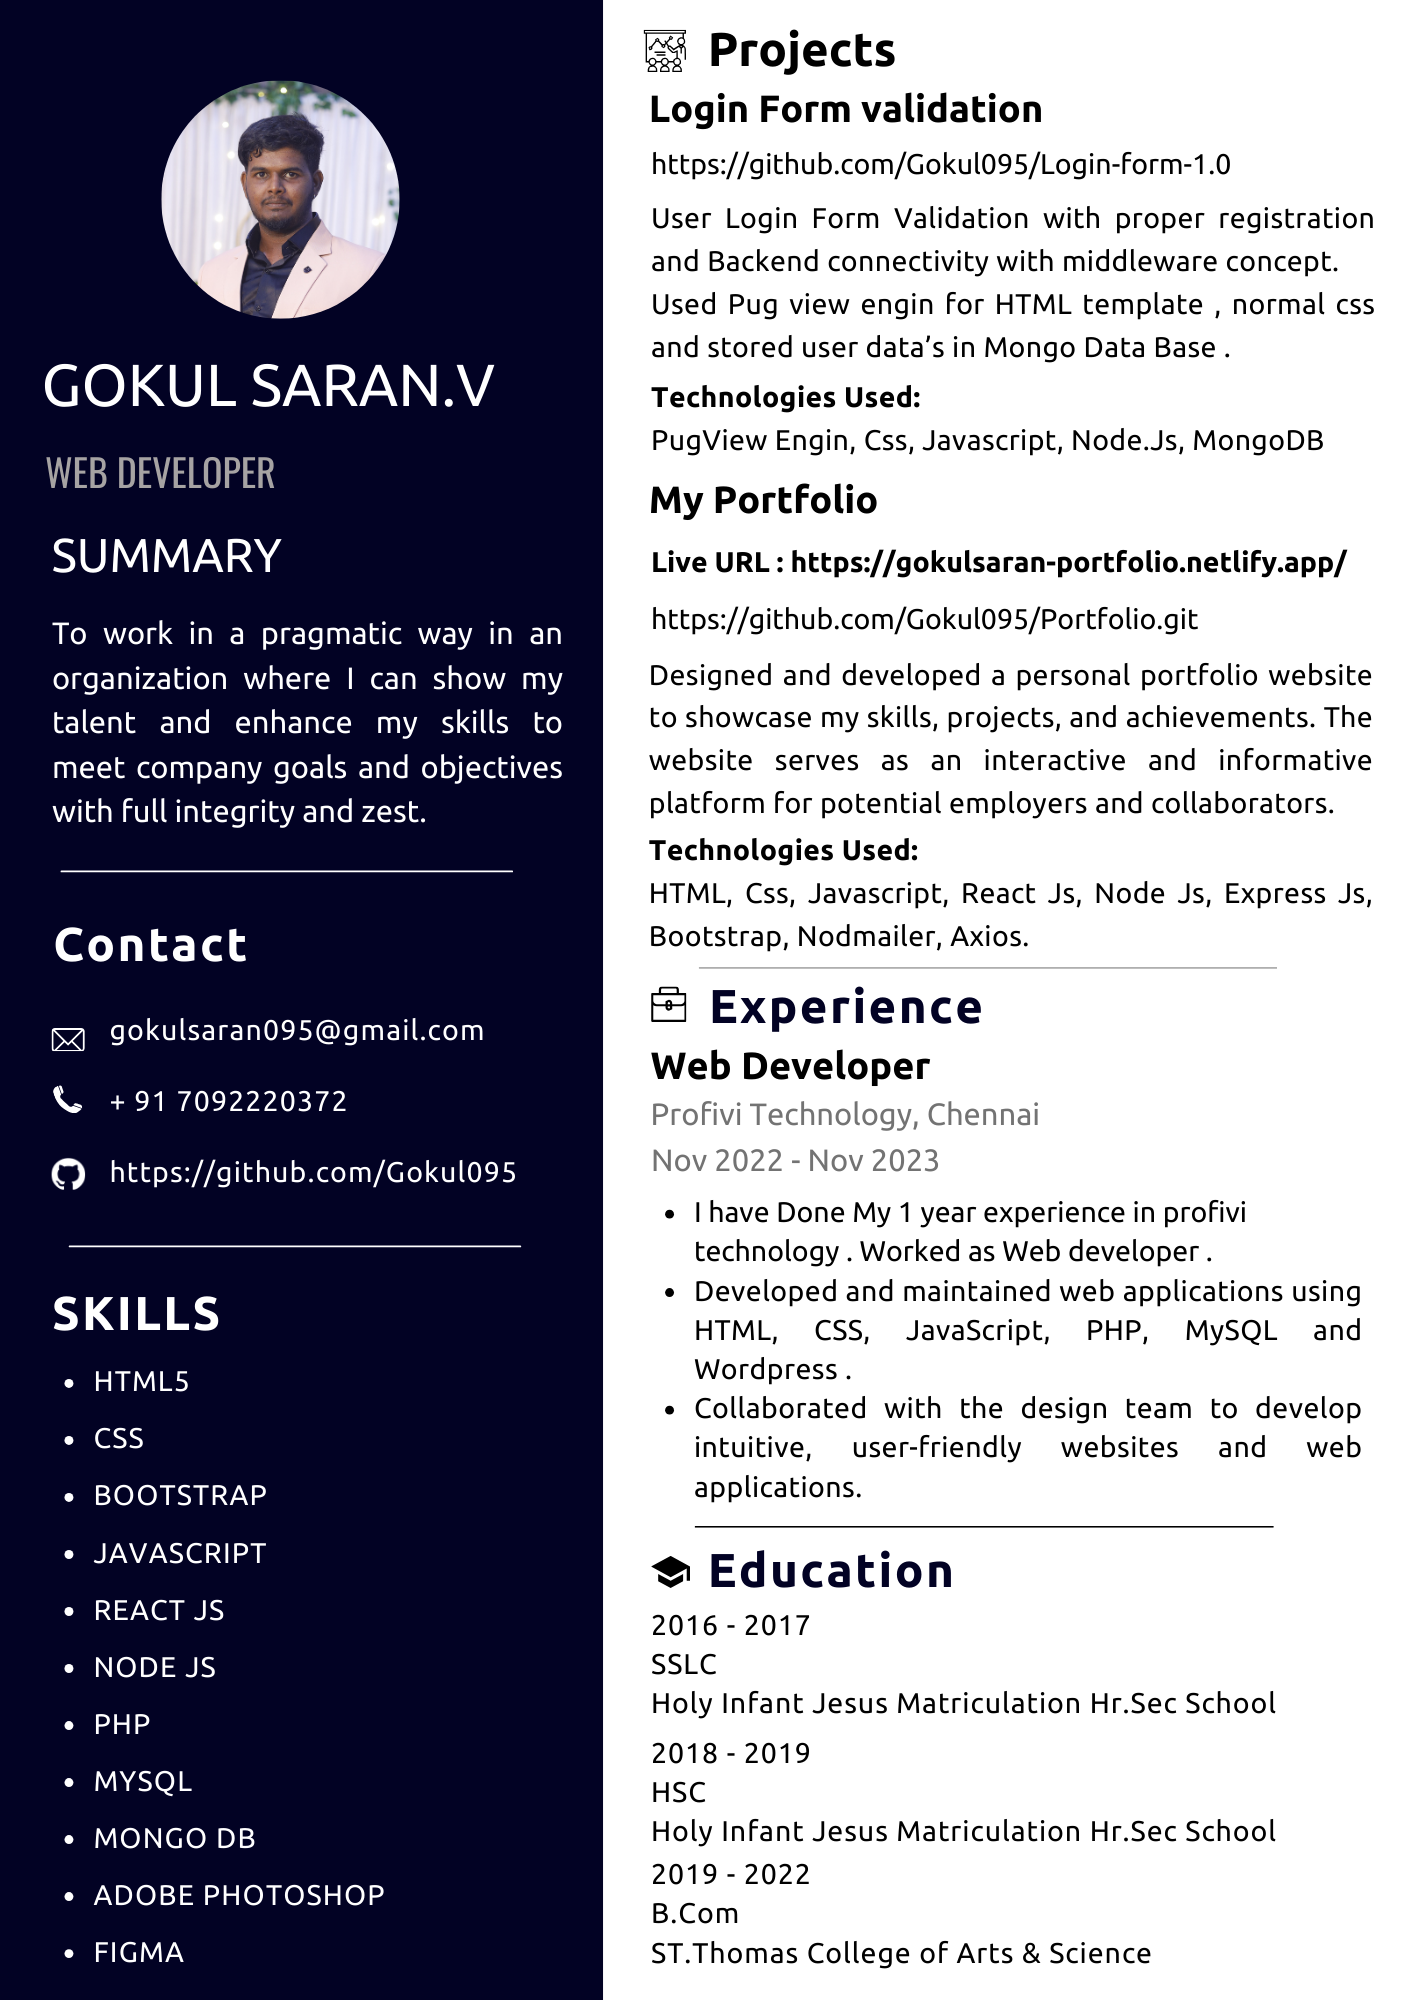 GOKUL SARAN.V
WEB DEVELOPER
SUMMARY
To work in a pragmatic way in an
organization where I can show my
talent and enhance my skills to
meet company goals and objectives
with full integrity and zest.
Contact
gokulsaran095@gmail.com
+ 91 7092220372
https://github.com/Gokul095
SKILLS
• HTML5
• CSS
• BOOTSTRAP
• JAVASCRIPT
• REACT JS
• NODE JS
• PHP
• MYSQL
• MONGO DB
• ADOBE PHOTOSHOP
• FIGMA
Projects
Login Form validation
https://github.com/Gokul095/Login-form-1.0
User Login Form Validation with proper registration
and Backend connectivity with middleware concept.
Used Pug view engin for HTML template , normal css
and stored user data’s in Mongo Data Base .
Technologies Used:
PugView Engin, Css, Javascript, Node.Js, MongoDB
My Portfolio
Live URL : https://gokulsaran-portfolio.netlify.app/
https://github.com/Gokul095/Portfolio.git
Designed and developed a personal portfolio website
to showcase my skills, projects, and achievements. The
website serves as an interactive and informative
platform for potential employers and collaborators.
Technologies Used:
HTML, Css, Javascript, React Js, Node Js, Express Js,
Bootstrap, Nodmailer, Axios.
Experience
Web Developer
Profivi Technology, Chennai
Nov 2022 - Nov 2023
• I have Done My 1 year experience in profivi
technology . Worked as Web developer .
• Developed and maintained web applications using
HTML, CSS, JavaScript, PHP, MySQL and
Wordpress .
• Collaborated with the design team to develop
intuitive, user-friendly websites and web
applications.
Education
2016 - 2017
SSLC
Holy Infant Jesus Matriculation Hr.Sec School
2018 - 2019
HSC
Holy Infant Jesus Matriculation Hr.Sec School
2019 - 2022
B.Com
ST.Thomas College of Arts & Science